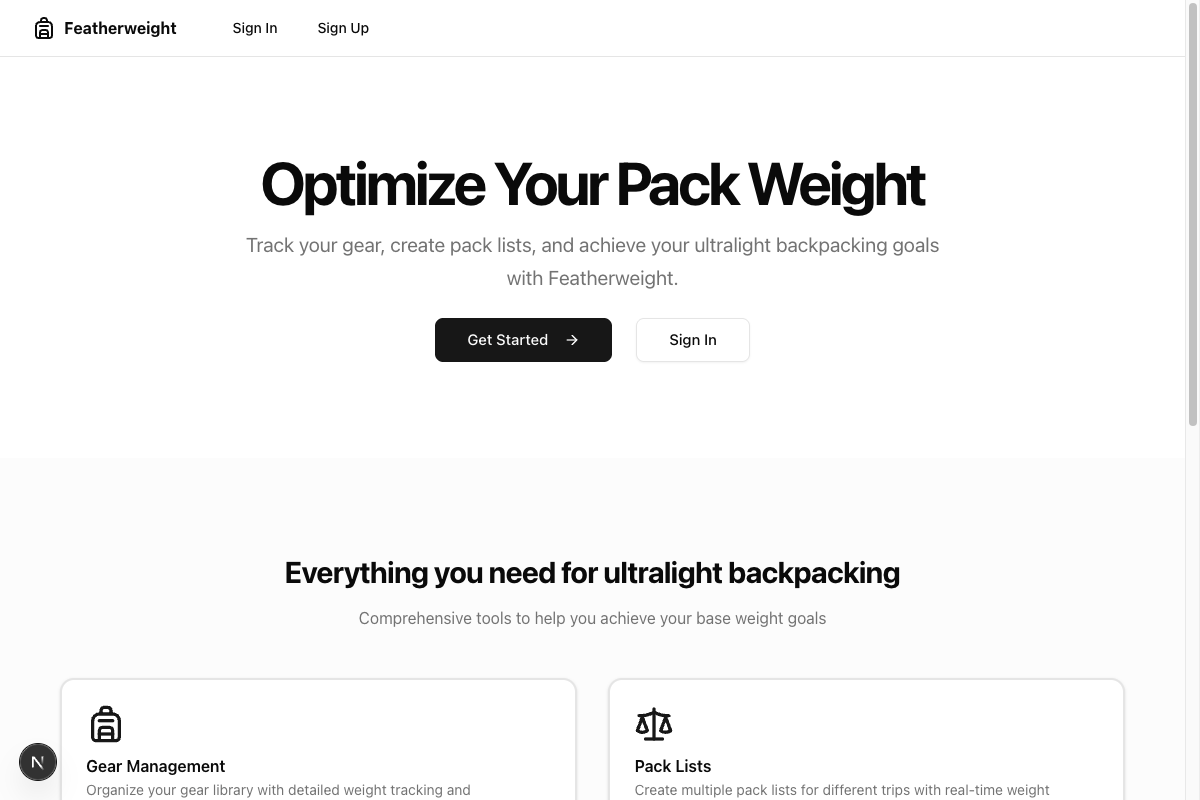 Featherweight
Sign In
Sign Up
Optimize Your Pack Weight
Track your gear, create pack lists, and achieve your ultralight backpacking goals
with Featherweight.
Get Started
Sign In
Everything you need for ultralight backpacking
Comprehensive tools to help you achieve your base weight goals
Gear Management
Organize your gear library with detailed weight tracking and
Pack Lists
Create multiple pack lists for different trips with real-time weight
N